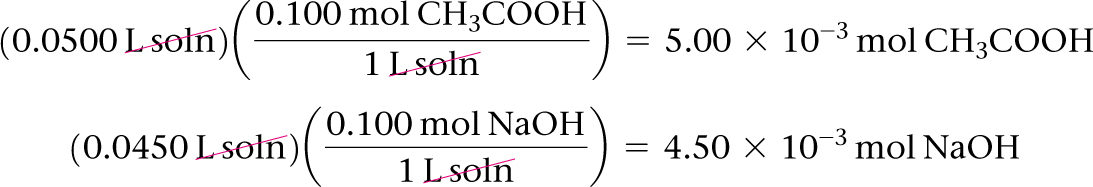 (0.0500 L soln)(0.100 mol CH₃COOH / 1 L soln) = 5.00 × 10⁻³ mol CH₃COOH
(0.0450 L soln)(0.100 mol NaOH / 1 L soln) = 4.50 × 10⁻³ mol NaOH